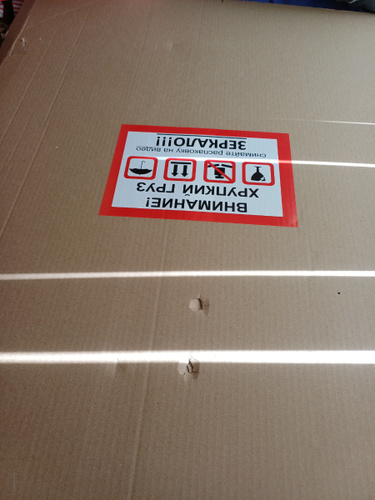 ВНИМАНИЕ!
ХРУПКИЙ ГРУЗ
снимайте распаковку на видео
ЗЕРКАЛО!!!